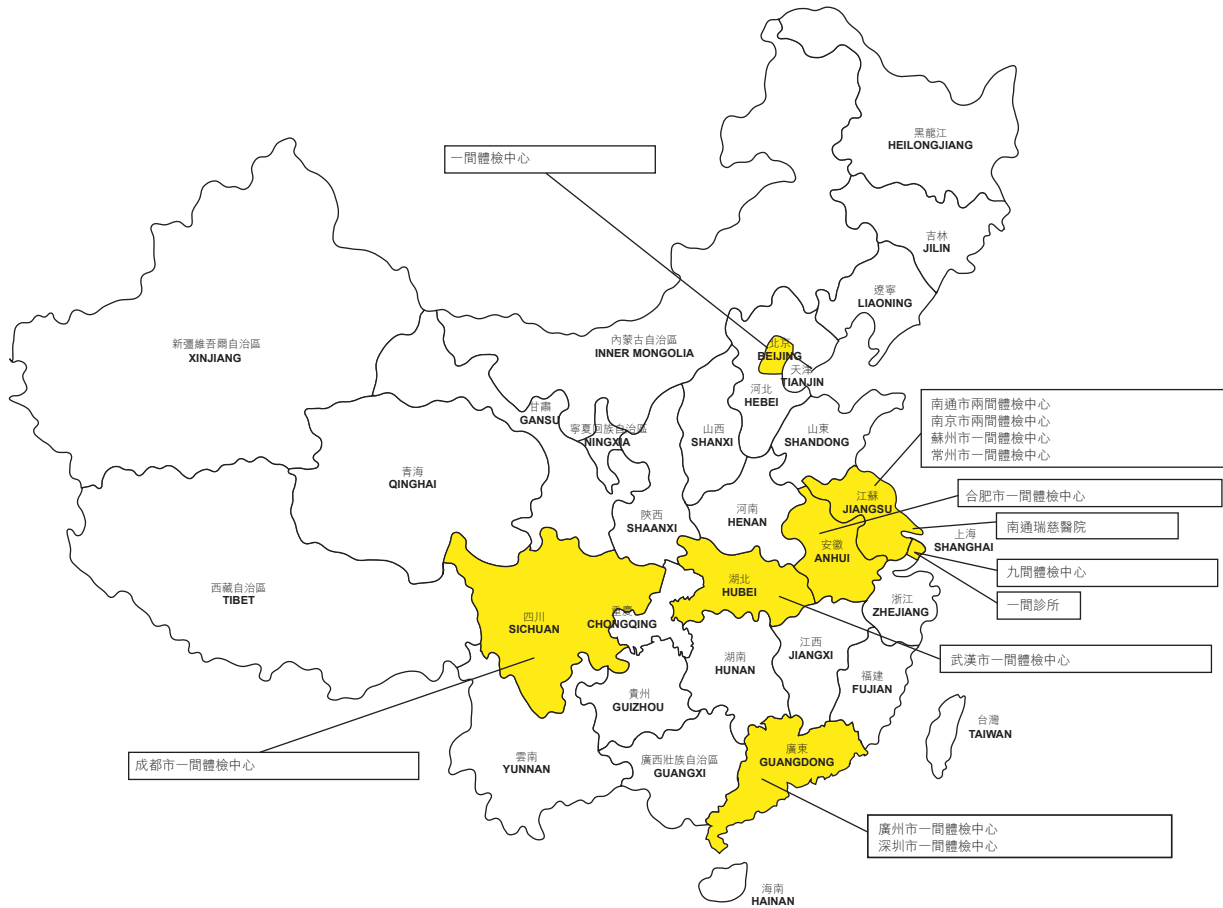 黑龍江
HEILONGJIANG
一間體檢中心
吉林
JILIN
遼寧
LIAONING
新疆維吾爾自治區
XINJIANG
內蒙古自治區
INNER MONGOLIA
北京
BEIJING
天津
TIANJIN
河北
HEBEI
甘肅
GANSU
寧夏回族自治區
NINGXIA
山西
SHANXI
山東
SHANDONG
南通市兩間體檢中心
南京市兩間體檢中心
蘇州市一間體檢中心
常州市一間體檢中心
青海
QINGHAI
江蘇
JIANGSU
合肥市一間體檢中心
陝西
SHAANXI
河南
HENAN
南通瑞慈醫院
上海
SHANGHAI
安徽
ANHUI
九間體檢中心
西藏自治區
TIBET
湖北
HUBEI
浙江
ZHEJIANG
一間診所
四川
SICHUAN
重慶
CHONGQING
江西
JIANGXI
湖南
HUNAN
武漢市一間體檢中心
福建
FUJIAN
貴州
GUIZHOU
台灣
TAIWAN
成都市一間體檢中心
雲南
YUNNAN
廣西壯族自治區
GUANGXI
廣東
GUANGDONG
廣州市一間體檢中心
深圳市一間體檢中心
海南
HAINAN